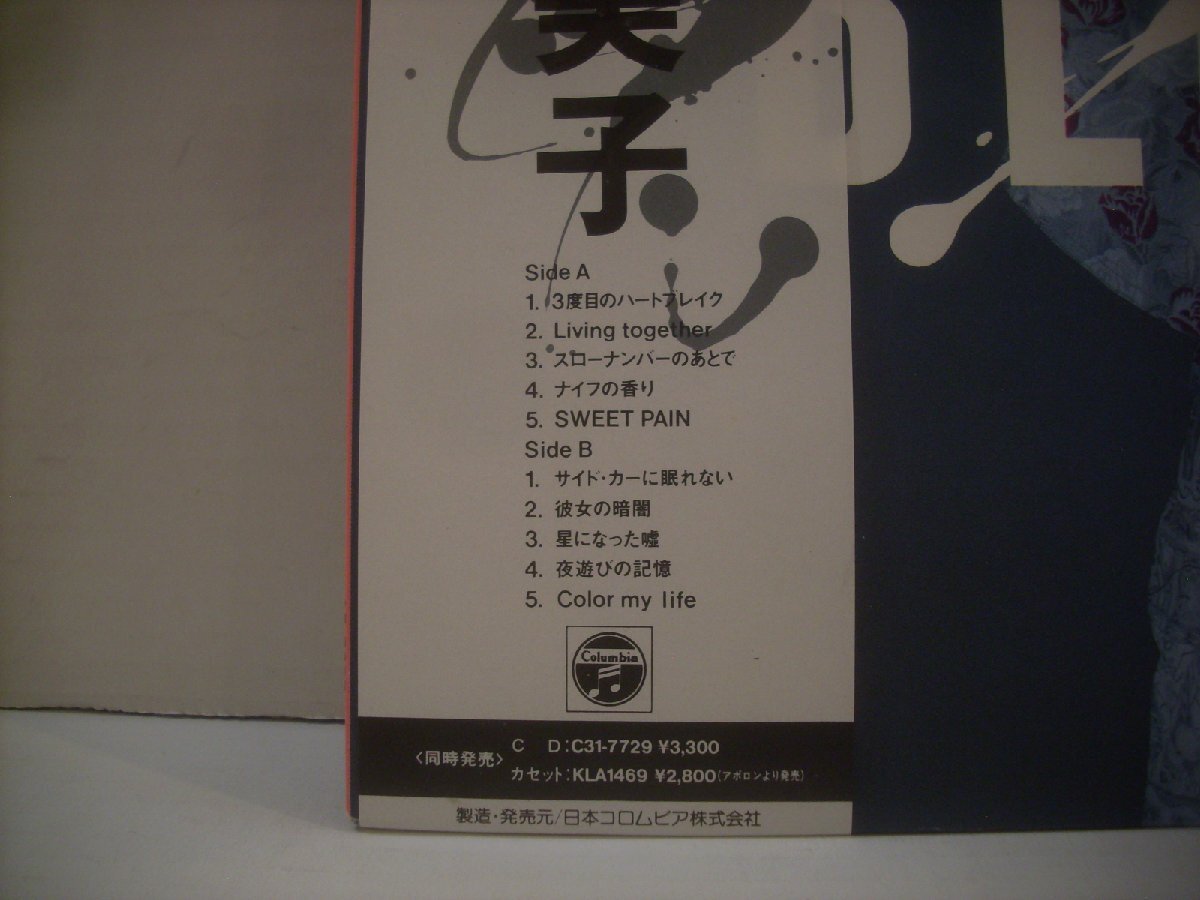 子
Side A
1. 3度目のハートブレイク
2. Living together
3. スローナンバーのあとで
4. ナイフの香り
5. SWEET PAIN
Side B
1. サイド・カーに眠れない
2. 彼女の暗闇
3. 星になった嘘
4. 夜遊びの記憶
5. Color my life
Columbia
〈同時発売〉
C D:C31-7729 ¥3,300
カセット:KLA1469 ¥2,800(アポロンより発売)
製造・発売元/日本コロムビア株式会社